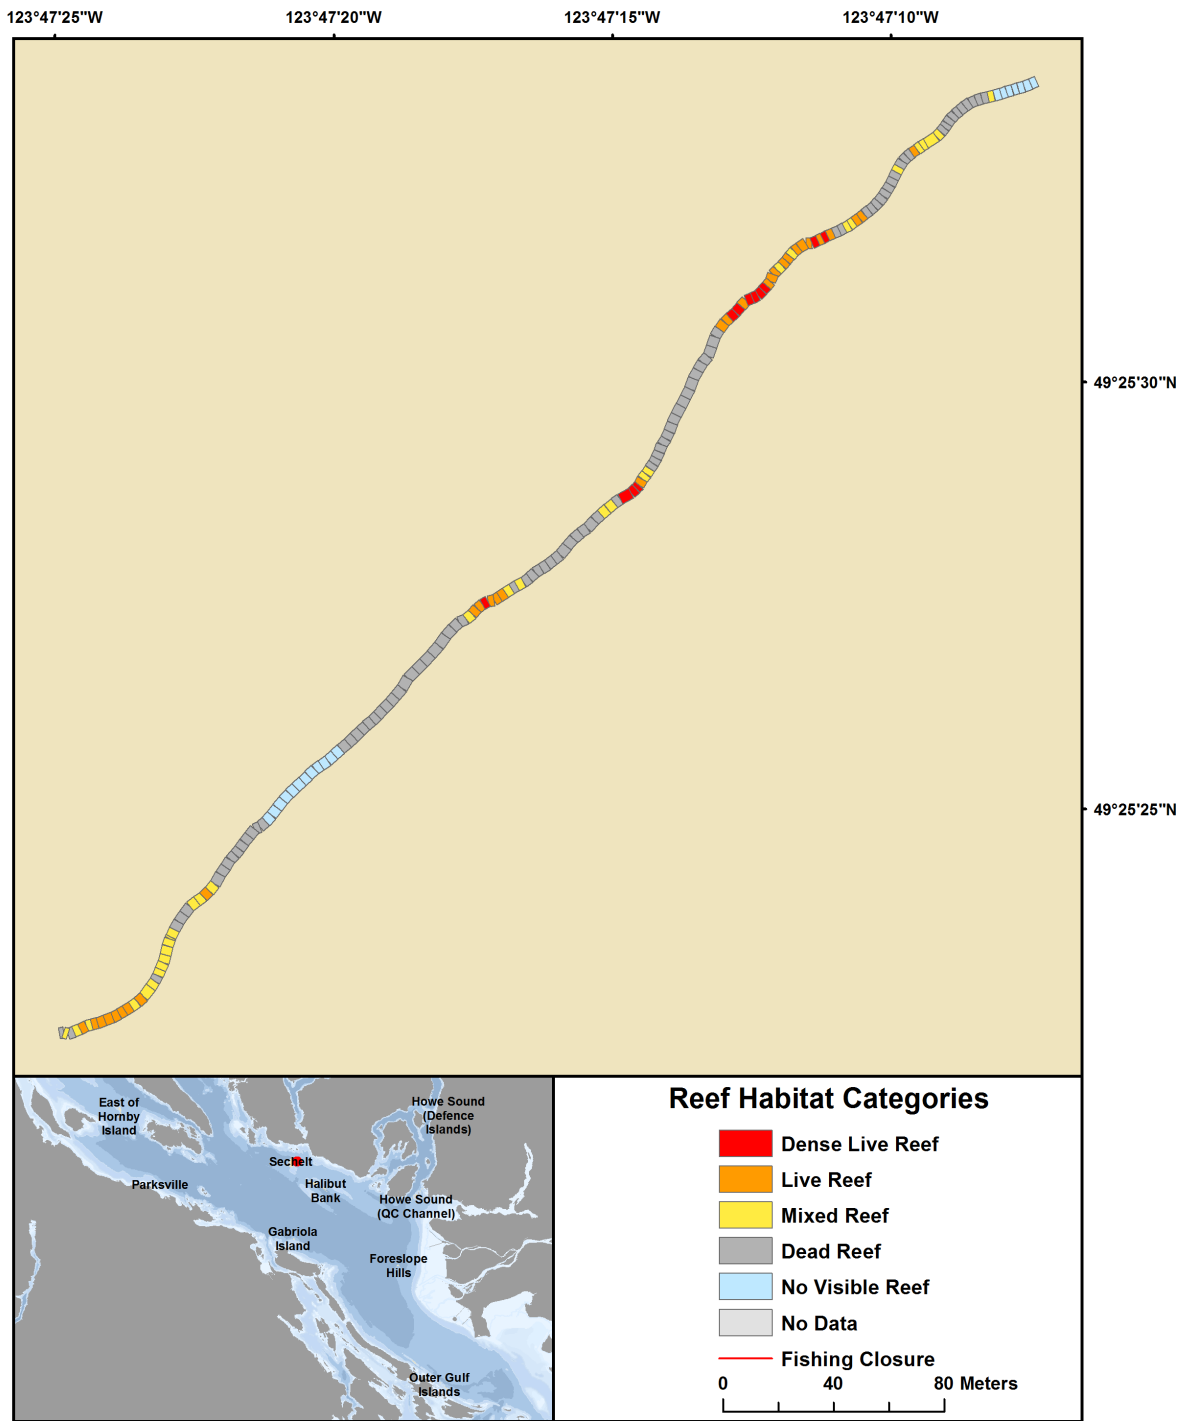 123°47'25"W
123°47'20"W
123°47'15"W
123°47'10"W
49°25'30"N
49°25'25"N
East of
Hornby
Island
Howe Sound
(Defence
Islands)
Sechelt
Parksville
Halibut
Bank
Howe Sound
(QC Channel)
Gabriola
Island
Foreslope
Hills
Outer Gulf
Islands
Reef Habitat Categories
Dense Live Reef
Live Reef
Mixed Reef
Dead Reef
No Visible Reef
No Data
Fishing Closure
0 40 80 Meters